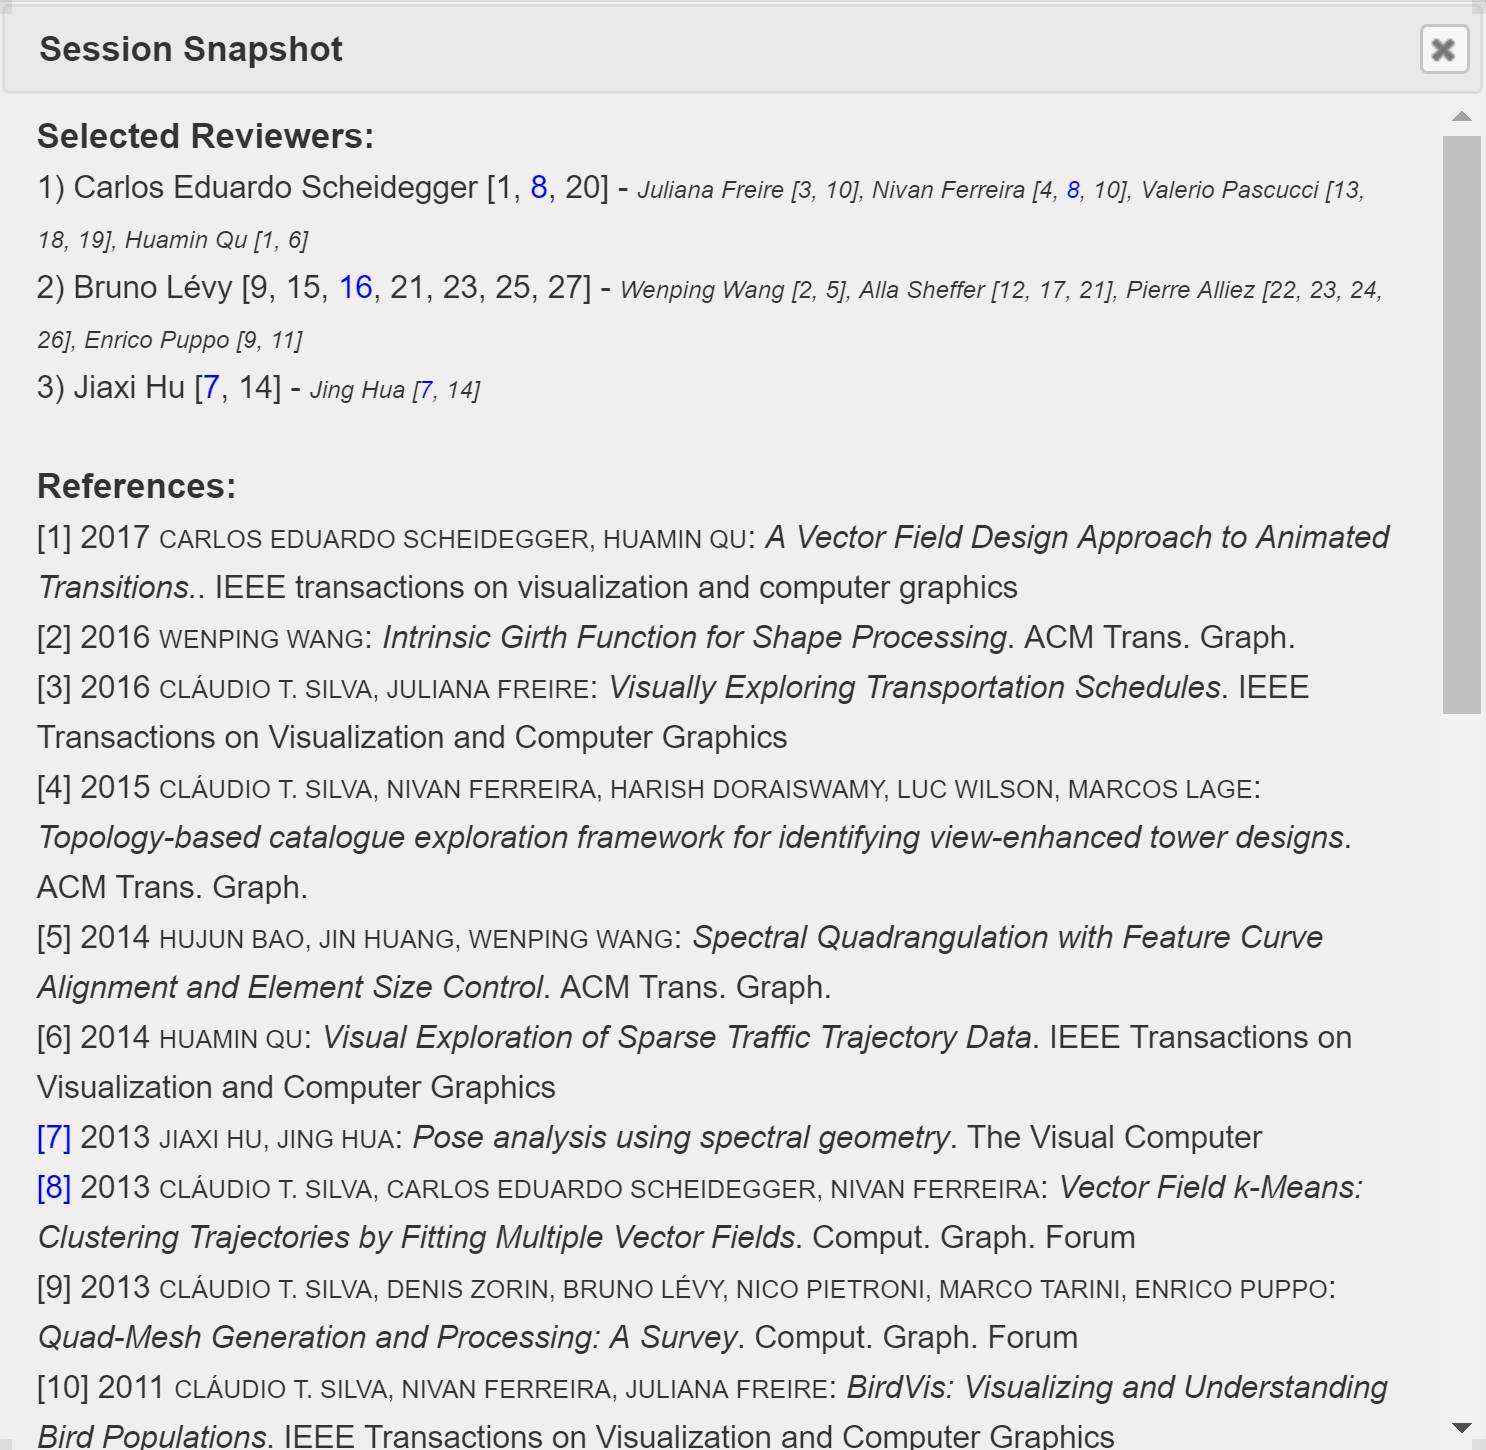 Session Snapshot
Selected Reviewers:
1) Carlos Eduardo Scheidegger [1, 8, 20] - Juliana Freire [3, 10], Nivan Ferreira [4, 8, 10], Valerio Pascucci [13,
18, 19], Huamin Qu [1, 6]
2) Bruno Lévy [9, 15, 16, 21, 23, 25, 27] - Wenping Wang [2, 5], Alla Sheffer [12, 17, 21], Pierre Alliez [22, 23, 24,
26], Enrico Puppo [9, 11]
3) Jiaxi Hu [7, 14] - Jing Hua [7, 14]
References:
[1] 2017 CARLOS EDUARDO SCHEIDEGGER, HUAMIN QU: A Vector Field Design Approach to Animated
Transitions.. IEEE transactions on visualization and computer graphics
[2] 2016 WENPING WANG: Intrinsic Girth Function for Shape Processing. ACM Trans. Graph.
[3] 2016 CLÁUDIO T. SILVA, JULIANA FREIRE: Visually Exploring Transportation Schedules. IEEE
Transactions on Visualization and Computer Graphics
[4] 2015 CLÁUDIO T. SILVA, NIVAN FERREIRA, HARISH DORAISWAMY, LUC WILSON, MARCOS LAGE:
Topology-based catalogue exploration framework for identifying view-enhanced tower designs.
ACM Trans. Graph.
[5] 2014 HUJUN BAO, JIN HUANG, WENPING WANG: Spectral Quadrangulation with Feature Curve
Alignment and Element Size Control. ACM Trans. Graph.
[6] 2014 HUAMIN QU: Visual Exploration of Sparse Traffic Trajectory Data. IEEE Transactions on
Visualization and Computer Graphics
[7] 2013 JIAXI HU, JING HUA: Pose analysis using spectral geometry. The Visual Computer
[8] 2013 CLÁUDIO T. SILVA, CARLOS EDUARDO SCHEIDEGGER, NIVAN FERREIRA: Vector Field k-Means:
Clustering Trajectories by Fitting Multiple Vector Fields. Comput. Graph. Forum
[9] 2013 CLÁUDIO T. SILVA, DENIS ZORIN, BRUNO LÉVY, NICO PIETRONI, MARCO TARINI, ENRICO PUPPO:
Quad-Mesh Generation and Processing: A Survey. Comput. Graph. Forum
[10] 2011 CLÁUDIO T. SILVA, NIVAN FERREIRA, JULIANA FREIRE: BirdVis: Visualizing and Understanding
Bird Populations. IEEE Transactions on Visualization and Computer Graphics